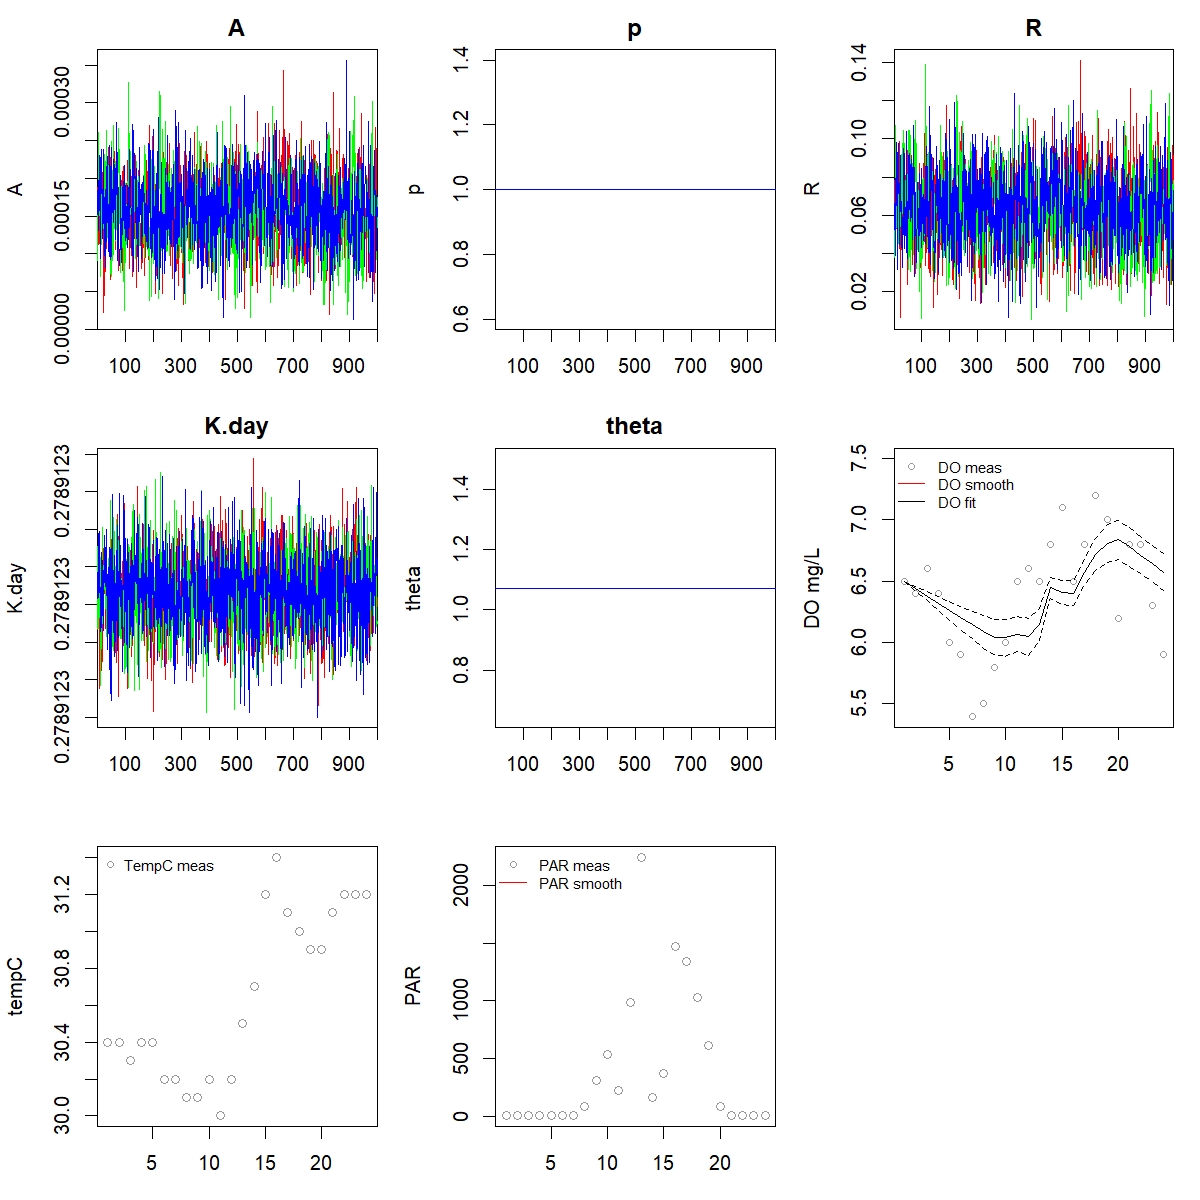 A
A
0.00030
0.00015
0.00000
100 300 500 700 900
p
p
1.4
1.2
1.0
0.8
0.6
100 300 500 700 900
R
R
0.14
0.10
0.06
0.02
100 300 500 700 900
K.day
K.day
0.2789123
0.2789123
0.2789123
0.2789123
100 300 500 700 900
theta
theta
1.4
1.2
1.0
0.8
100 300 500 700 900
DO mg/L
7.5
7.0
6.5
6.0
5.5
DO meas
DO smooth
DO fit
5 10 15 20
tempC
31.2
30.8
30.4
30.0
TempC meas
5 10 15 20
PAR
2000
1000
500
0
PAR meas
PAR smooth
5 10 15 20